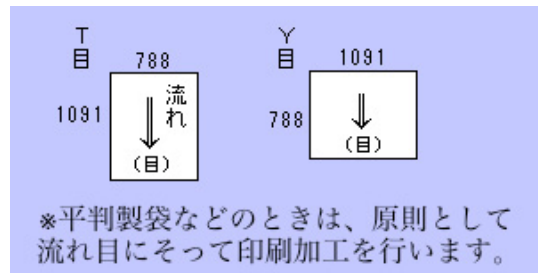 T目
788
1091
流れ
(目)
Y目
1091
788
(目)
※平判製袋などのときは、原則として
流れ目にそって印刷加工を行います。